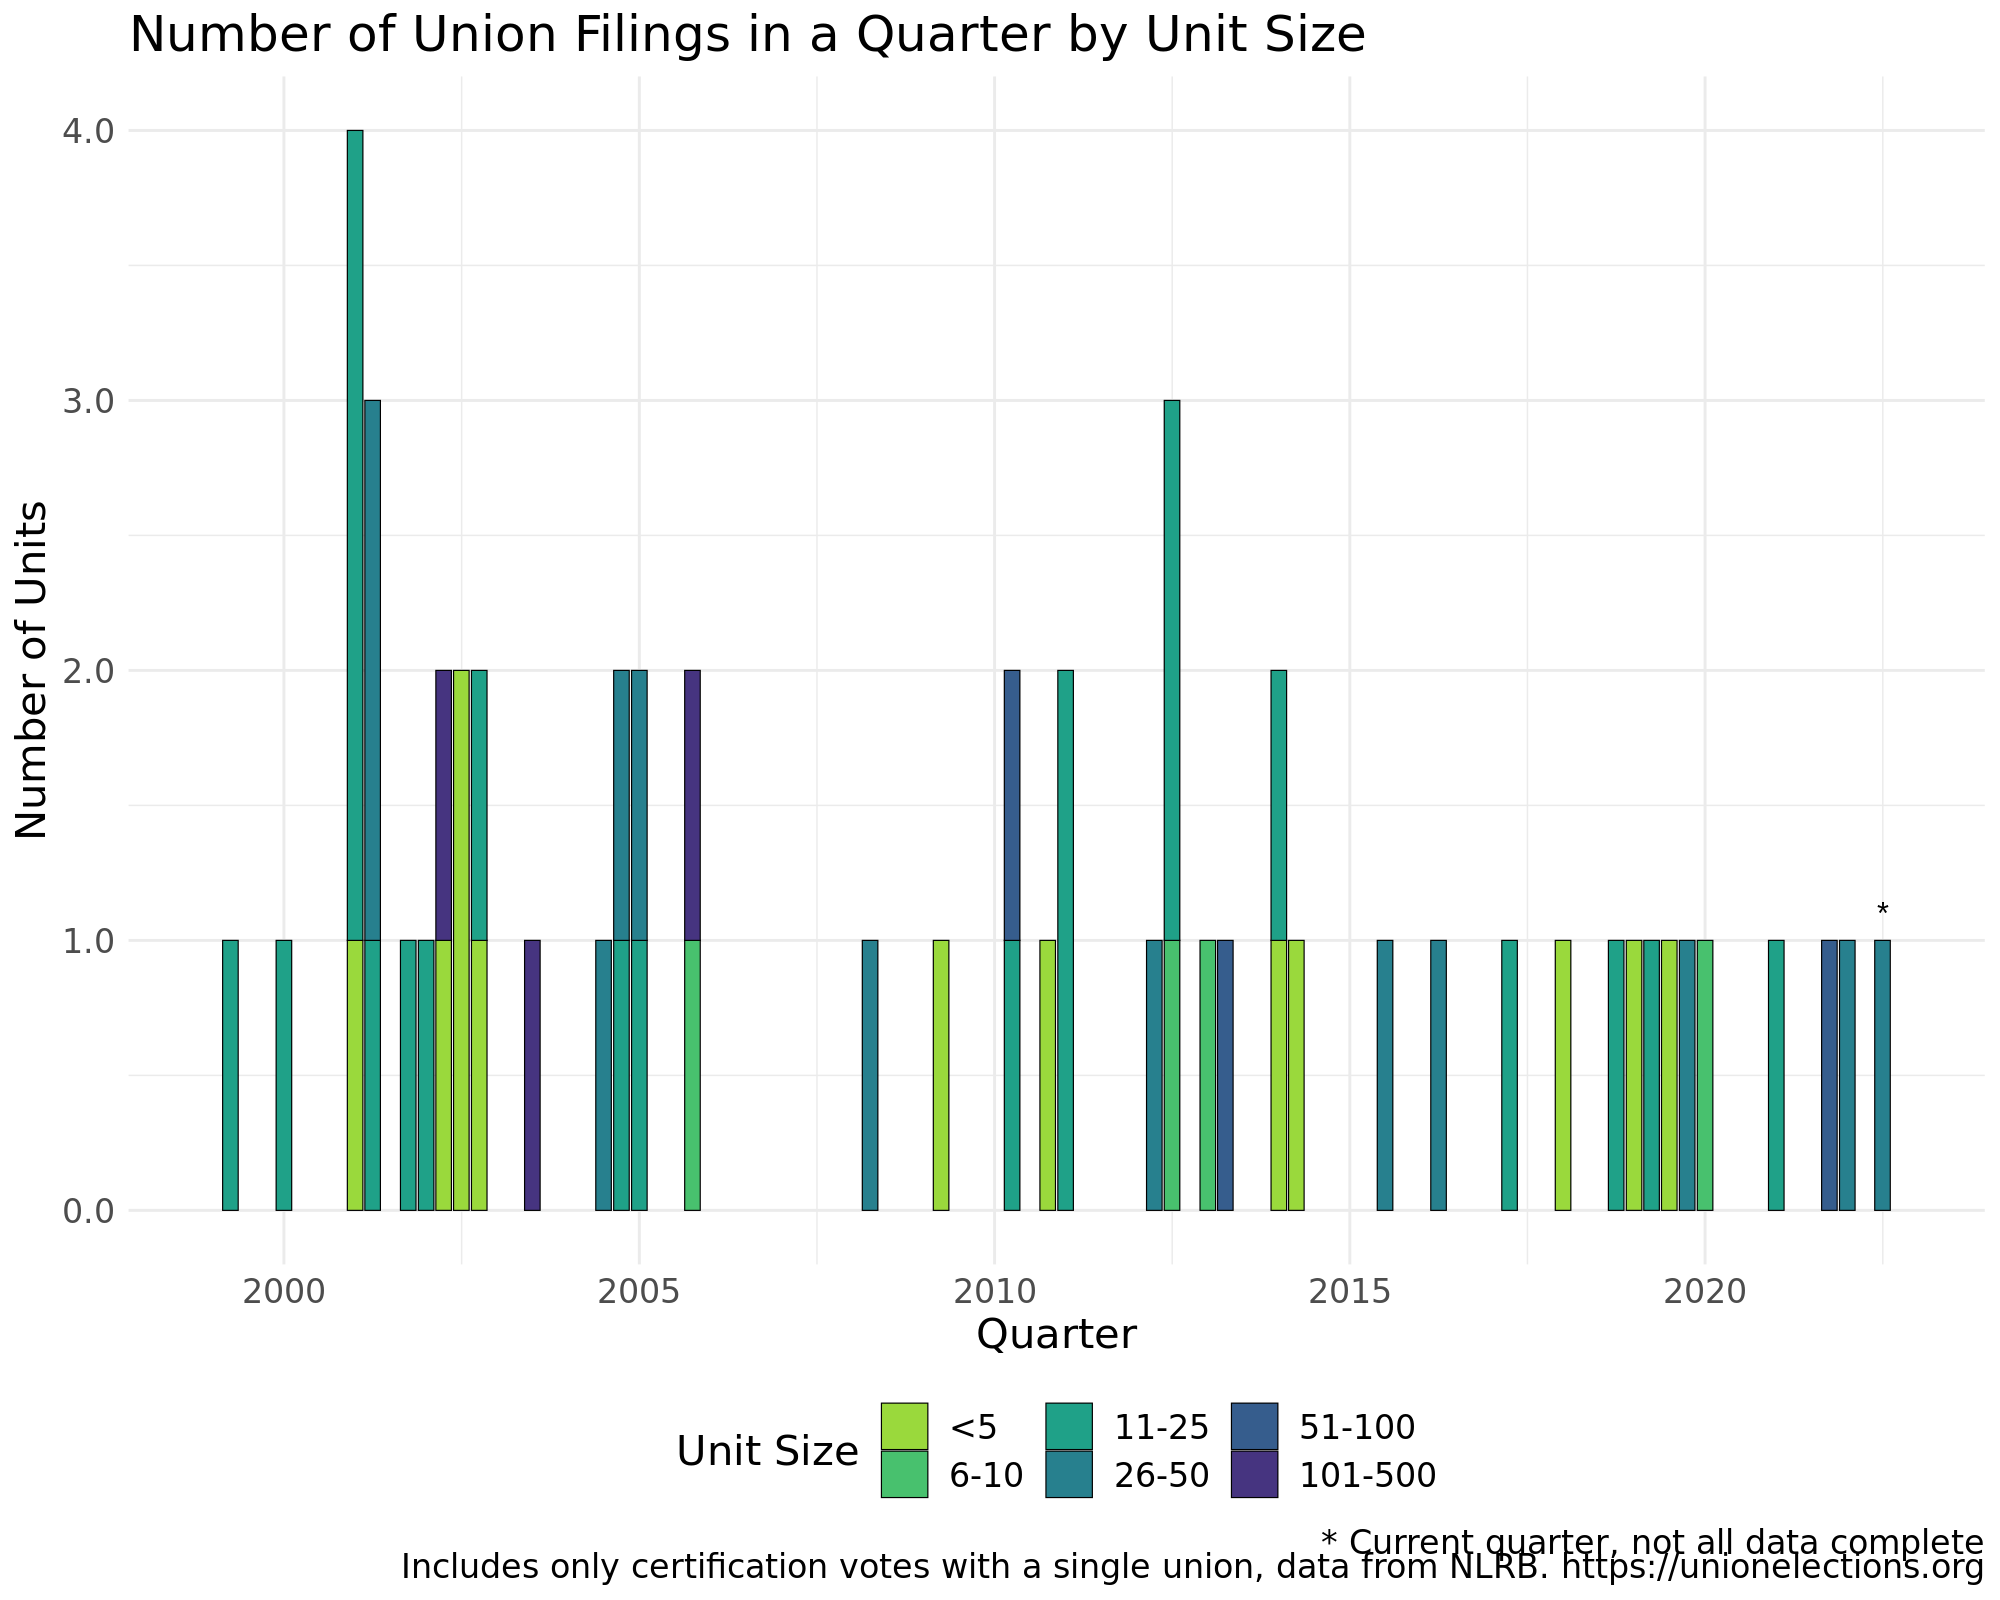 Number of Union Filings in a Quarter by Unit Size
Number of Units
4.0
3.0
2.0
1.0
0.0
*
2000 2005 2010 2015 2020
Quarter
Unit Size
<5 11-25 51-100
6-10 26-50 101-500
* Current quarter, not all data complete
Includes only certification votes with a single union, data from NLRB. https://unionelections.org